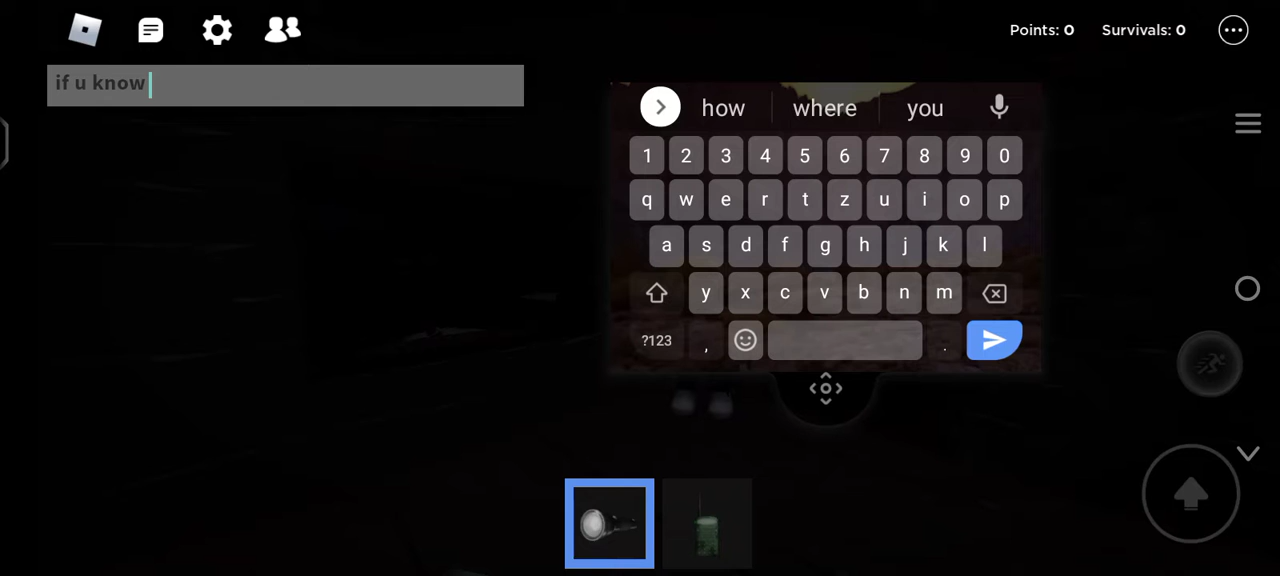 Points: 0 Survivals: 0
if u know
how where you
1 2 3 4 5 6 7 8 9 0
q w e r t z u i o p
a s d f g h j k l
y x c v b n m
?123 , .